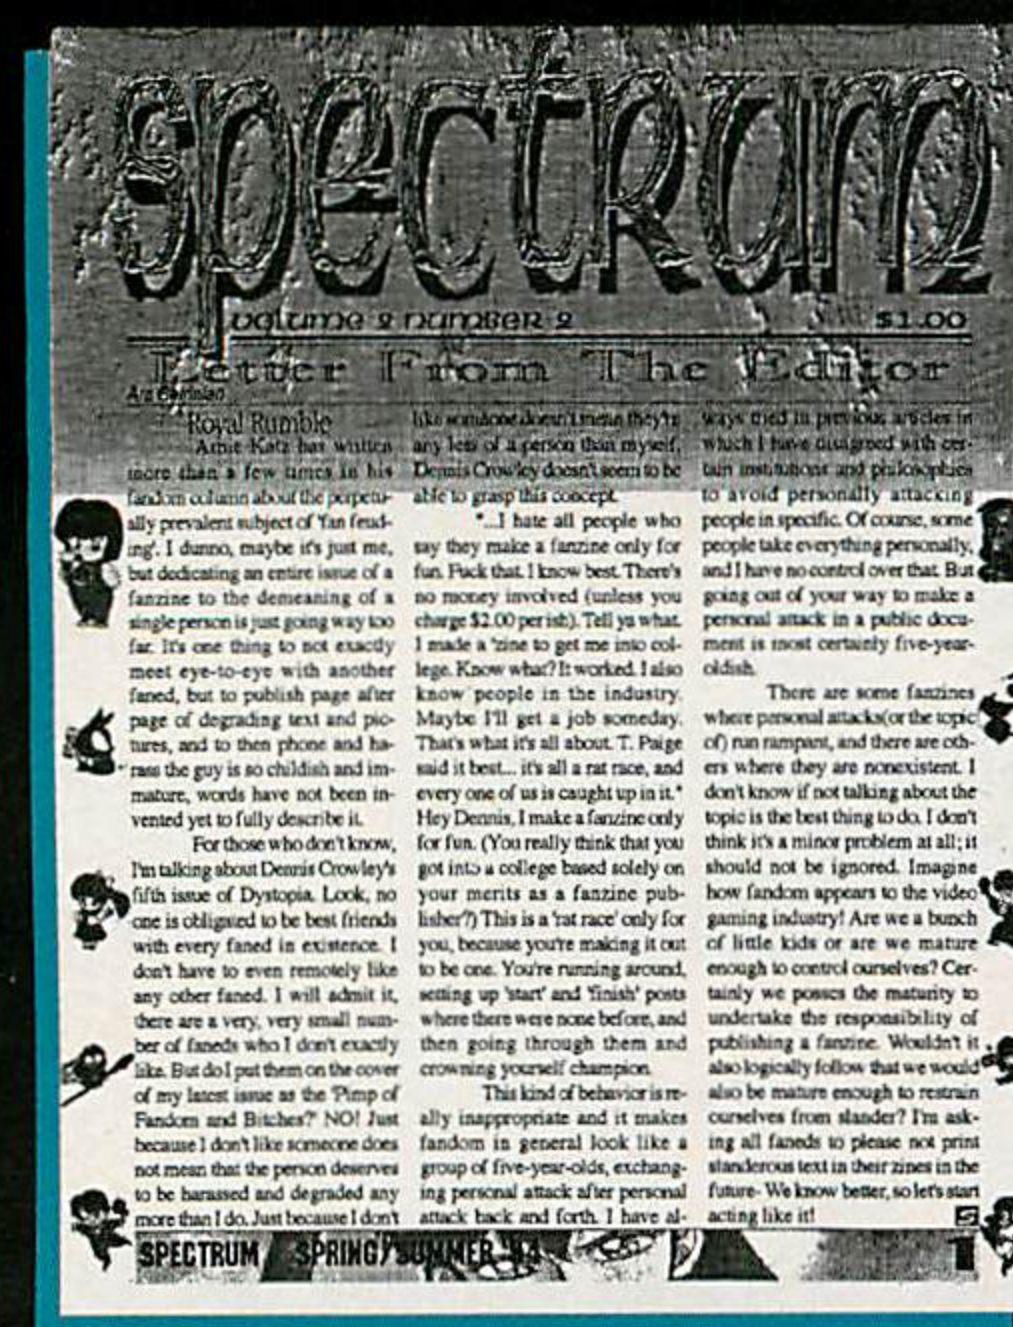 spectrum
volume 2 number 2
$1.00
Letter From The Editor
Royal Rumble
Arnie Katz has written
more than a few times in his
fandom column about the perpetu-
ally prevalent subject of 'fan feud-
ing'. I dunno, maybe it's just me,
but dedicating an entire issue of a
fanzine to the demeaning of a
single person is just going way too
far. It's one thing to not exactly
meet eye-to-eye with another
faned, but to publish page after
page of degrading text and pic-
tures, and to then phone and ha-
rass the guy is so childish and im-
mature, words have not been in-
vented yet to fully describe it.
For those who don't know,
I'm talking about Dennis Crowley's
fifth issue of Dystopia. Look, no
one is obligated to be best friends
with every faned in existence. I
don't have to even remotely like
any other faned. I will admit it,
there are a very, very small num-
ber of faneds who I don't exactly
like. But do I put them on the cover
of my latest issue as the 'Pimp of
Fandom and Bitches?' NO! Just
because I don't like someone does
not mean that the person deserves
to be harassed and degraded any
more than I do. Just because I don't
like someone doesn't mean they're
any less of a person than myself.
Dennis Crowley doesn't seem to be
able to grasp this concept.
"...I hate all people who
say they make a fanzine only for
fun. Fuck that. I know best. There's
no money involved (unless you
charge $2.00 per ish). Tell ya what.
I made a 'zine to get me into col-
lege. Know what? It worked. I also
know people in the industry.
Maybe I'll get a job someday.
That's what it's all about. T. Paige
said it best... it's all a rat race, and
every one of us is caught up in it."
Hey Dennis, I make a fanzine only
for fun. (You really think that you
got into a college based solely on
your merits as a fanzine pub-
lisher?) This is a 'rat race' only for
you, because you're making it out
to be one. You're running around,
setting up 'start' and 'finish' posts
where there were none before, and
then going through them and
crowning yourself champion.
This kind of behavior is re-
ally inappropriate and it makes
fandom in general look like a
group of five-year-olds, exchang-
ing personal attack after personal
attack back and forth. I have al-
ways tried in previous articles in
which I have disagreed with cer-
tain institutions and philosophies
to avoid personally attacking
people in specific. Of course, some
people take everything personally,
and I have no control over that. But
going out of your way to make a
personal attack in a public docu-
ment is most certainly five-year-
oldish.
There are some fanzines
where personal attacks(or the topic
of) run rampant, and there are oth-
ers where they are nonexistent. I
don't know if not talking about the
topic is the best thing to do. I don't
think it's a minor problem at all; it
should not be ignored. Imagine
how fandom appears to the video
gaming industry! Are we a bunch
of little kids or are we mature
enough to control ourselves? Cer-
tainly we posses the maturity to
undertake the responsibility of
publishing a fanzine. Wouldn't it
also logically follow that we would
also be mature enough to restrain
ourselves from slander? I'm ask-
ing all faneds to please not print
slanderous text in their zines in the
future- We know better, so let's start
acting like it!
SPECTRUM / SPRING/SUMMER '94
1